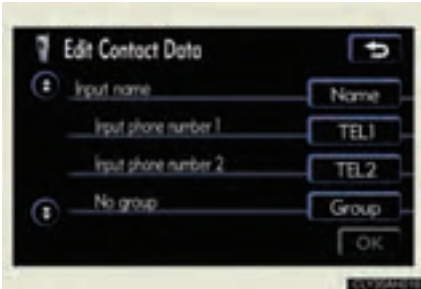 Edit Contact Data
Input name
Name
Input phone number 1
TEL1
Input phone number 2
TEL2
No group
Group
OK